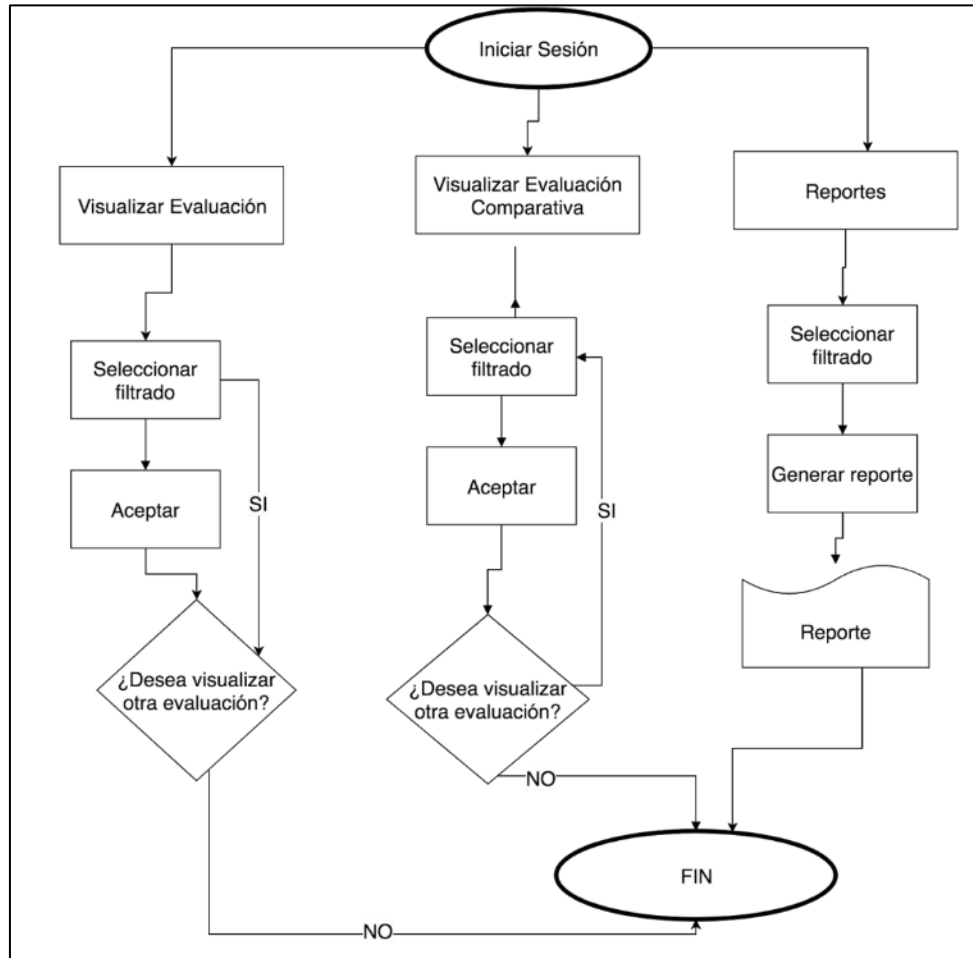 Iniciar Sesión
Visualizar Evaluación
Visualizar Evaluación
Comparativa
Reportes
Seleccionar
filtrado
Seleccionar
filtrado
Seleccionar
filtrado
Aceptar
SI
Aceptar
SI
Generar reporte
¿Desea visualizar
otra evaluación?
¿Desea visualizar
otra evaluación?
Reporte
NO
FIN
NO